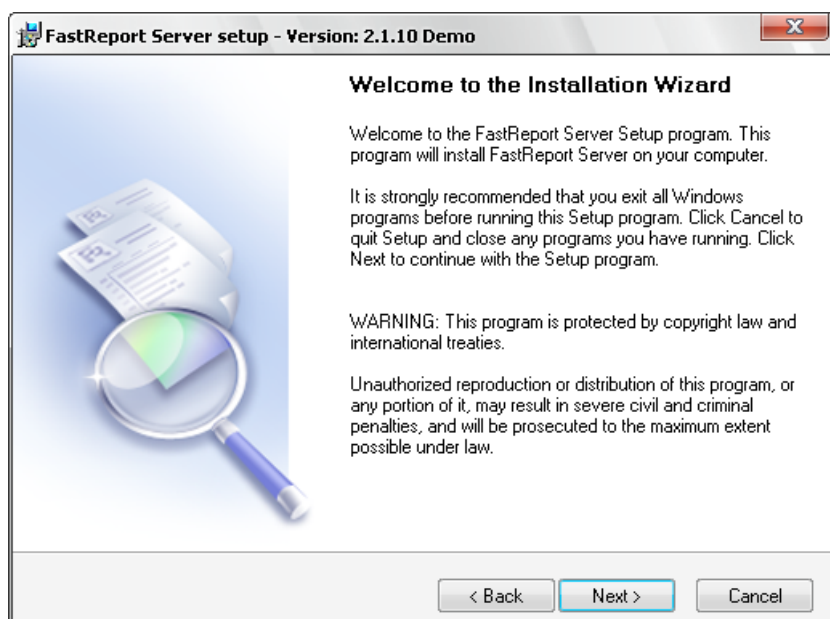 FastReport Server setup - Version: 2.1.10 Demo
X
Welcome to the Installation Wizard
Welcome to the FastReport Server Setup program. This
program will install FastReport Server on your computer.
It is strongly recommended that you exit all Windows
programs before running this Setup program. Click Cancel to
quit Setup and close any programs you have running. Click
Next to continue with the Setup program.
WARNING: This program is protected by copyright law and
international treaties.
Unauthorized reproduction or distribution of this program, or
any portion of it, may result in severe civil and criminal
penalties, and will be prosecuted to the maximum extent
possible under law.
< Back Next > Cancel